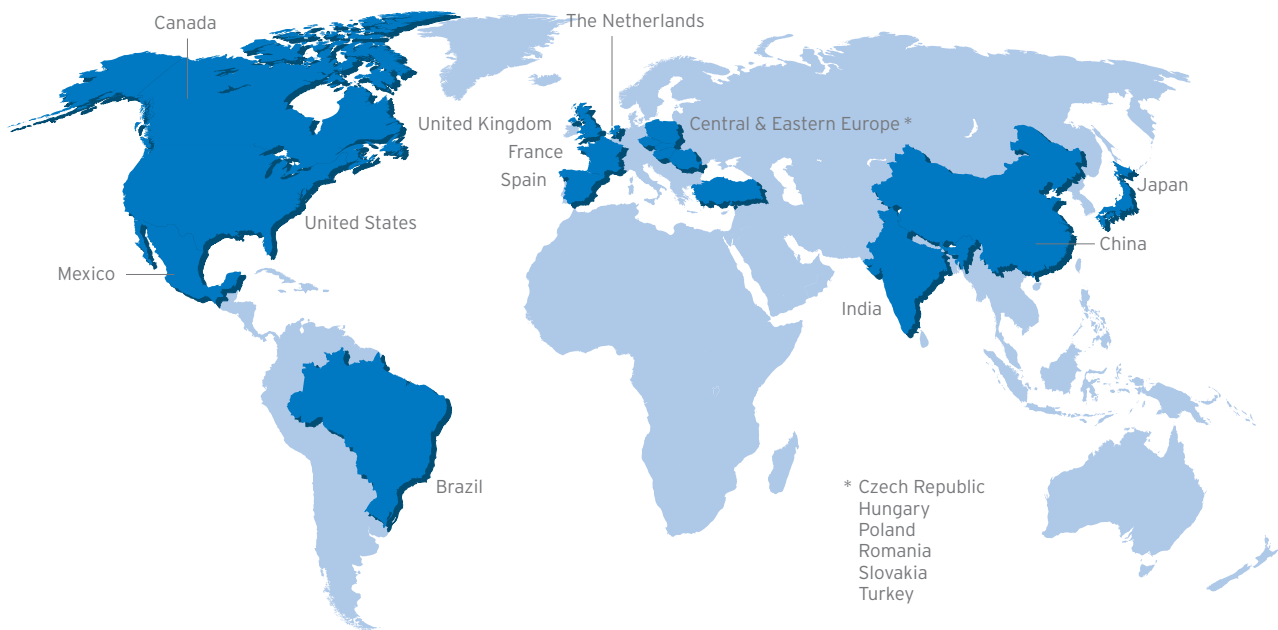 Canada
The Netherlands
United Kingdom
Central & Eastern Europe *
France
Spain
Japan
United States
China
Mexico
India
Brazil
* Czech Republic
Hungary
Poland
Romania
Slovakia
Turkey